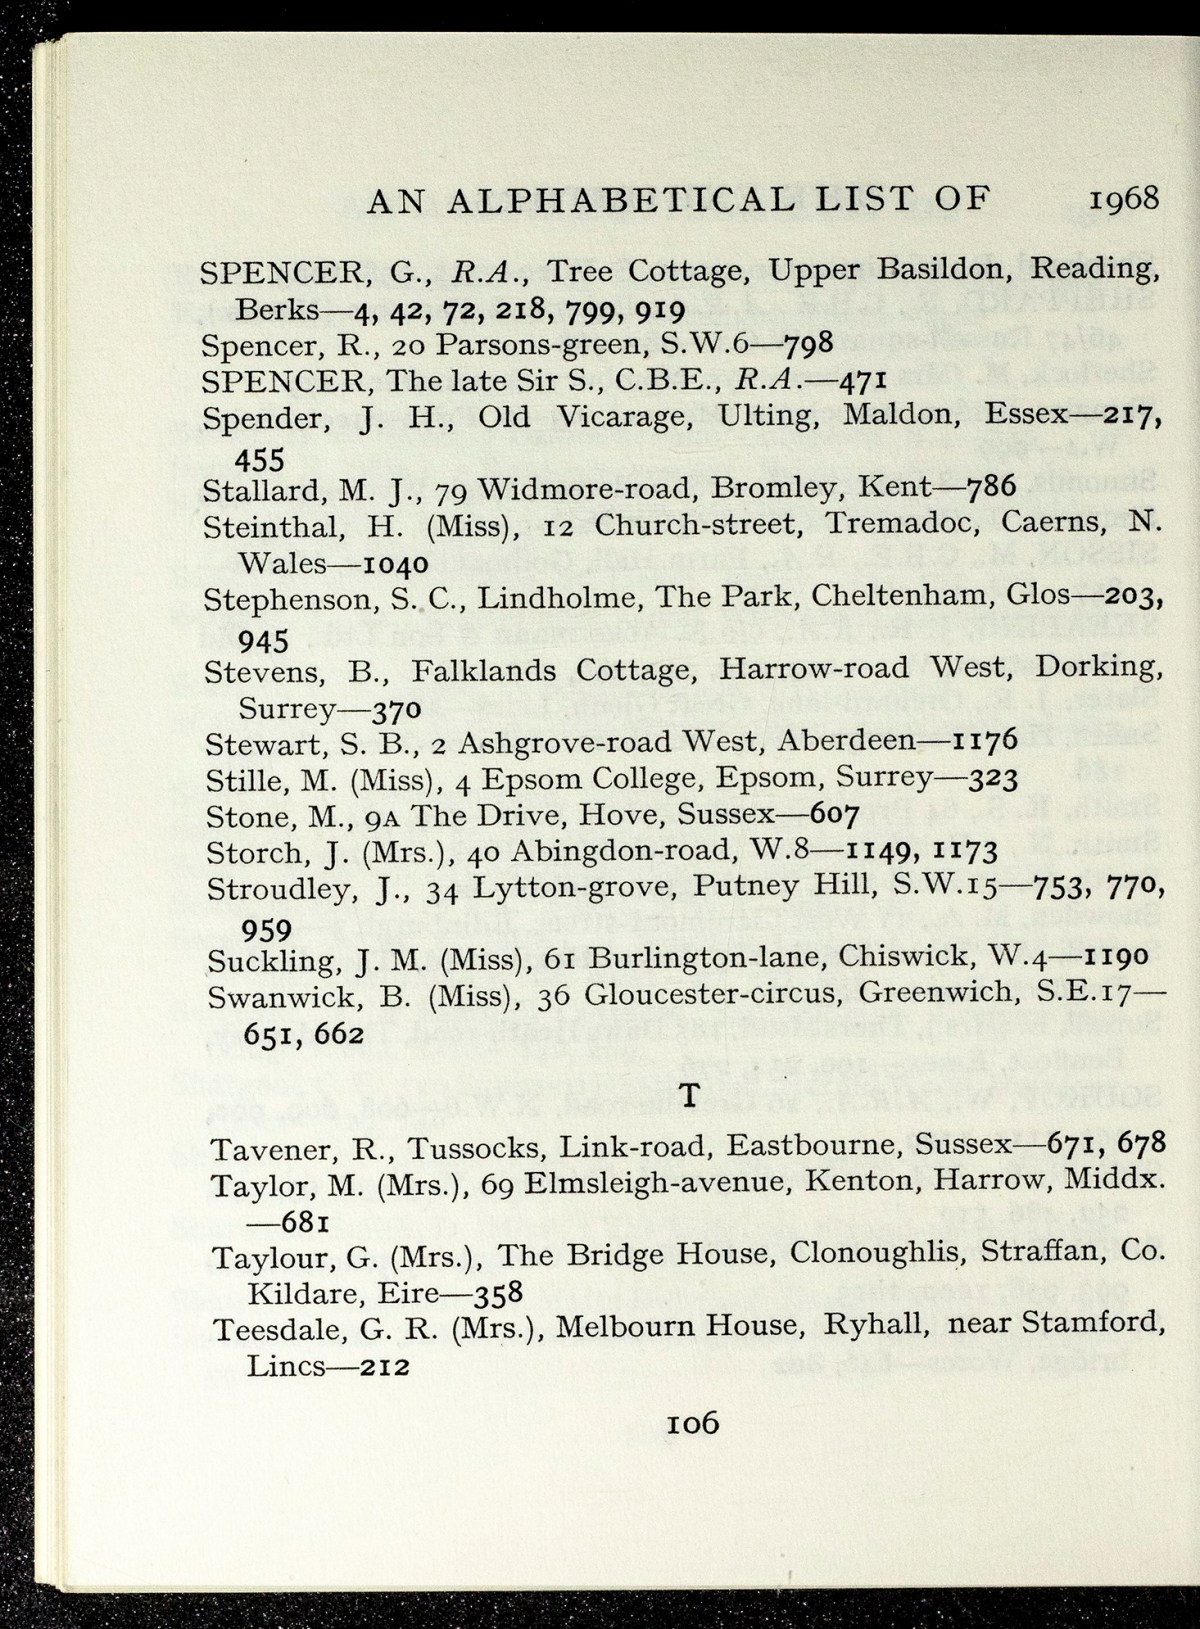 AN ALPHABETICAL LIST OF 1968
SPENCER, G., R.A., Tree Cottage, Upper Basildon, Reading,
Berks—4, 42, 72, 218, 799, 919
Spencer, R., 20 Parsons-green, S.W.6—798
SPENCER, The late Sir S., C.B.E., R.A.—471
Spender, J. H., Old Vicarage, Ulting, Maldon, Essex—217,
455
Stallard, M. J., 79 Widmore-road, Bromley, Kent—786
Steinthal, H. (Miss), 12 Church-street, Tremadoc, Caerns, N.
Wales—1040
Stephenson, S. C., Lindholme, The Park, Cheltenham, Glos—203,
945
Stevens, B., Falklands Cottage, Harrow-road West, Dorking,
Surrey—370
Stewart, S. B., 2 Ashgrove-road West, Aberdeen—1176
Stille, M. (Miss), 4 Epsom College, Epsom, Surrey—323
Stone, M., 9A The Drive, Hove, Sussex—607
Storch, J. (Mrs.), 40 Abingdon-road, W.8—1149, 1173
Stroudley, J., 34 Lytton-grove, Putney Hill, S.W.15—753, 770,
959
Suckling, J. M. (Miss), 61 Burlington-lane, Chiswick, W.4—1190
Swanwick, B. (Miss), 36 Gloucester-circus, Greenwich, S.E.17—
651, 662
T
Tavener, R., Tussocks, Link-road, Eastbourne, Sussex—671, 678
Taylor, M. (Mrs.), 69 Elmsleigh-avenue, Kenton, Harrow, Middx.
—681
Taylour, G. (Mrs.), The Bridge House, Clonoughlis, Straffan, Co.
Kildare, Eire—358
Teesdale, G. R. (Mrs.), Melbourn House, Ryhall, near Stamford,
Lincs—212
106